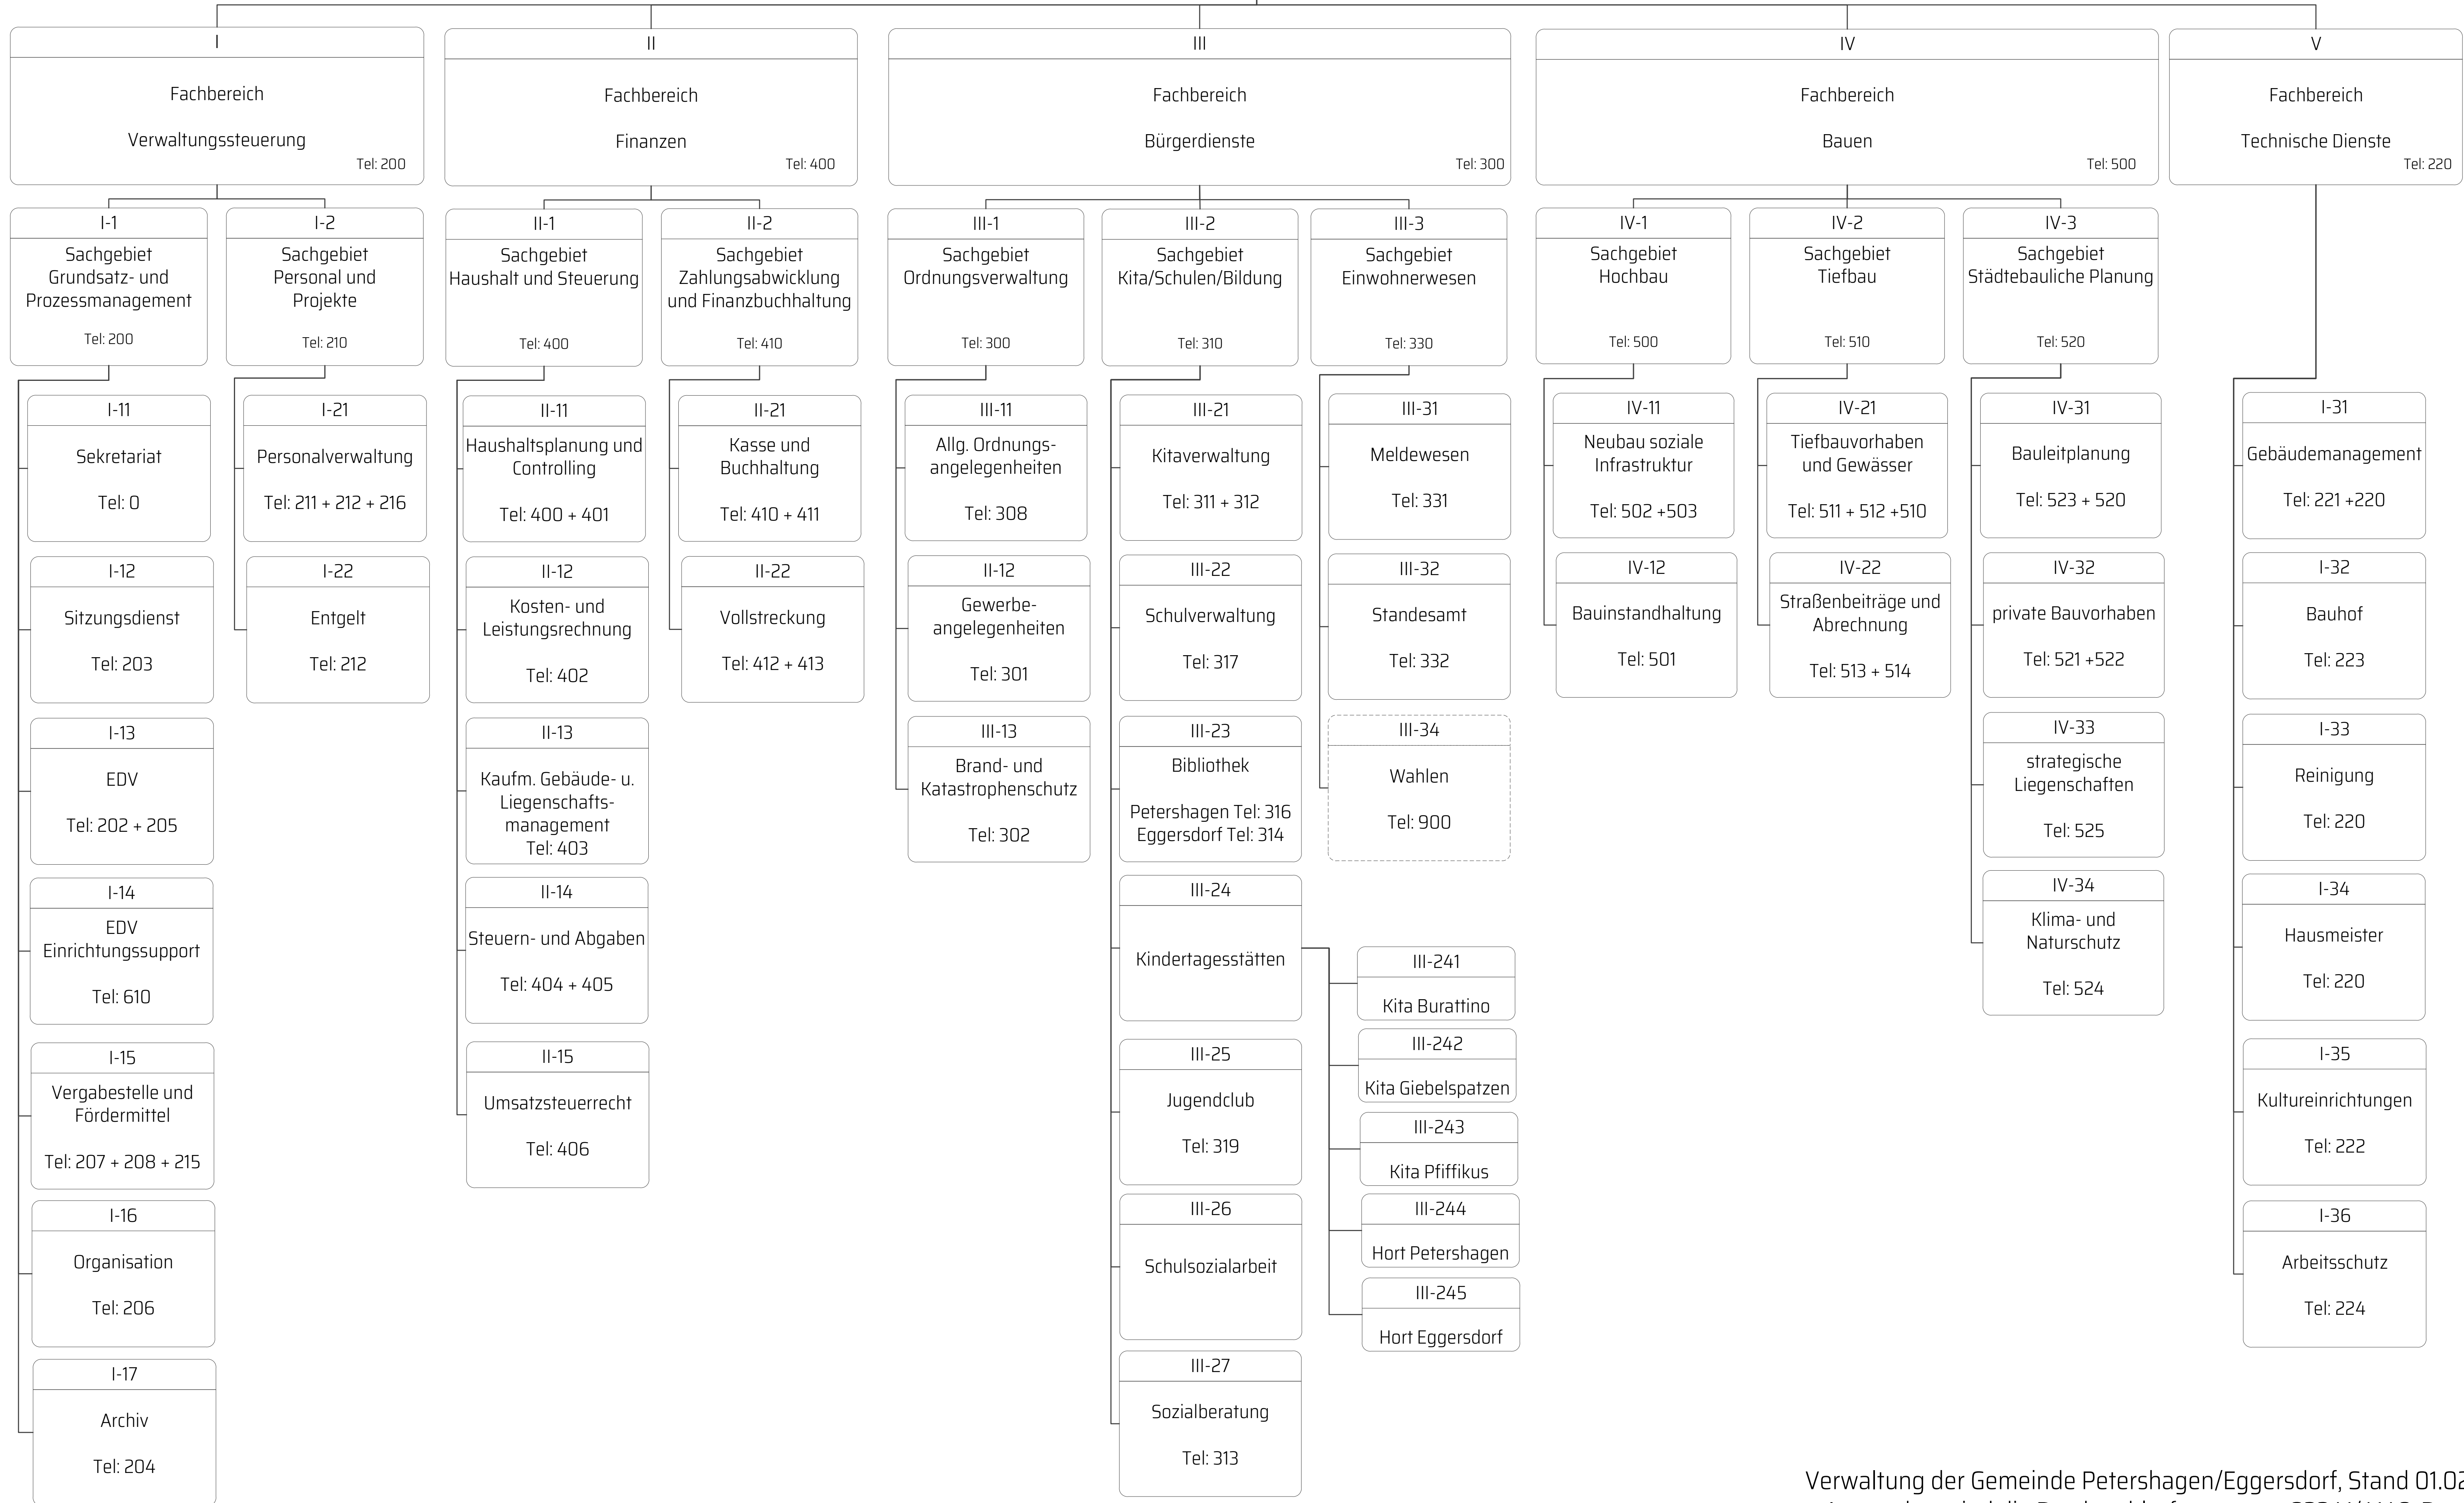 I
Fachbereich
Verwaltungssteuerung
Tel: 200
II
Fachbereich
Finanzen
Tel: 400
III
Fachbereich
Bürgerdienste
Tel: 300
IV
Fachbereich
Bauen
Tel: 500
V
Fachbereich
Technische Dienste
Tel: 220
I-1
Sachgebiet
Grundsatz- und
Prozessmanagement
Tel: 200
I-2
Sachgebiet
Personal und
Projekte
Tel: 210
II-1
Sachgebiet
Haushalt und Steuerung
Tel: 400
II-2
Sachgebiet
Zahlungsabwicklung
und Finanzbuchhaltung
Tel: 410
III-1
Sachgebiet
Ordnungsverwaltung
Tel: 300
III-2
Sachgebiet
Kita/Schulen/Bildung
Tel: 310
III-3
Sachgebiet
Einwohnerwesen
Tel: 330
IV-1
Sachgebiet
Hochbau
Tel: 500
IV-2
Sachgebiet
Tiefbau
Tel: 510
IV-3
Sachgebiet
Städtebauliche Planung
Tel: 520
I-11
Sekretariat
Tel: 0
I-12
Sitzungsdienst
Tel: 203
I-13
EDV
Tel: 202 + 205
I-14
EDV
Einrichtungssupport
Tel: 610
I-15
Vergabestelle und
Fördermittel
Tel: 207 + 208 + 215
I-16
Organisation
Tel: 206
I-17
Archiv
Tel: 204
I-21
Personalverwaltung
Tel: 211 + 212 + 216
I-22
Entgelt
Tel: 212
II-11
Haushaltsplanung und
Controlling
Tel: 400 + 401
II-12
Kosten- und
Leistungsrechnung
Tel: 402
II-13
Kaufm. Gebäude- u.
Liegenschafts-
management
Tel: 403
II-14
Steuern- und Abgaben
Tel: 404 + 405
II-15
Umsatzsteuerrecht
Tel: 406
II-21
Kasse und
Buchhaltung
Tel: 410 + 411
II-22
Vollstreckung
Tel: 412 + 413
III-11
Allg. Ordnungs-
angelegenheiten
Tel: 308
II-12
Gewerbe-
angelegenheiten
Tel: 301
III-13
Brand- und
Katastrophenschutz
Tel: 302
III-21
Kitaverwaltung
Tel: 311 + 312
III-22
Schulverwaltung
Tel: 317
III-23
Bibliothek
Petershagen Tel: 316
Eggersdorf Tel: 314
III-24
Kindertagesstätten
III-241
Kita Burattino
III-242
Kita Giebelspatzen
III-243
Kita Pfiffikus
III-244
Hort Petershagen
III-245
Hort Eggersdorf
III-25
Jugendclub
Tel: 319
III-26
Schulsozialarbeit
III-27
Sozialberatung
Tel: 313
III-31
Meldewesen
Tel: 331
III-32
Standesamt
Tel: 332
III-34
Wahlen
Tel: 900
IV-11
Neubau soziale
Infrastruktur
Tel: 502 +503
IV-12
Bauinstandhaltung
Tel: 501
IV-21
Tiefbauvorhaben
und Gewässer
Tel: 511 + 512 +510
IV-22
Straßenbeiträge und
Abrechnung
Tel: 513 + 514
IV-31
Bauleitplanung
Tel: 523 + 520
IV-32
private Bauvorhaben
Tel: 521 +522
IV-33
strategische
Liegenschaften
Tel: 525
IV-34
Klima- und
Naturschutz
Tel: 524
I-31
Gebäudemanagement
Tel: 221 +220
I-32
Bauhof
Tel: 223
I-33
Reinigung
Tel: 220
I-34
Hausmeister
Tel: 220
I-35
Kultureinrichtungen
Tel: 222
I-36
Arbeitsschutz
Tel: 224
Verwaltung der Gemeinde Petershagen/Eggersdorf, Stand 01.02